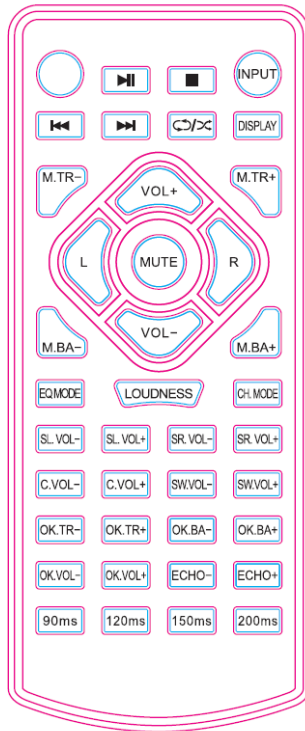 INPUT
DISPLAY
M.TR− M.TR+
VOL+
L MUTE R
VOL−
M.BA− M.BA+
EQ.MODE LOUDNESS CH. MODE
SL. VOL− SL. VOL+ SR. VOL− SR. VOL+
C.VOL− C.VOL+ SW.VOL− SW.VOL+
OK.TR− OK.TR+ OK.BA− OK.BA+
OK.VOL− OK.VOL+ ECHO− ECHO+
90ms 120ms 150ms 200ms